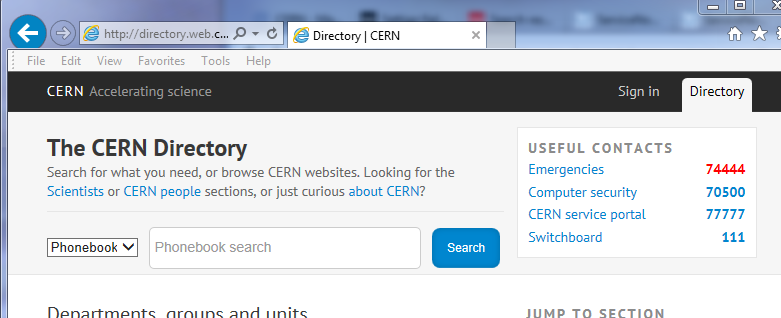 http://directory.web.c...
Directory | CERN
File Edit View Favorites Tools Help
CERN Accelerating science
Sign in
Directory
The CERN Directory
Search for what you need, or browse CERN websites. Looking for the
Scientists or CERN people sections, or just curious about CERN?
Phonebook
Phonebook search
Search
USEFUL CONTACTS
Emergencies 74444
Computer security 70500
CERN service portal 77777
Switchboard 111
Departments, groups and units
JUMP TO SECTION